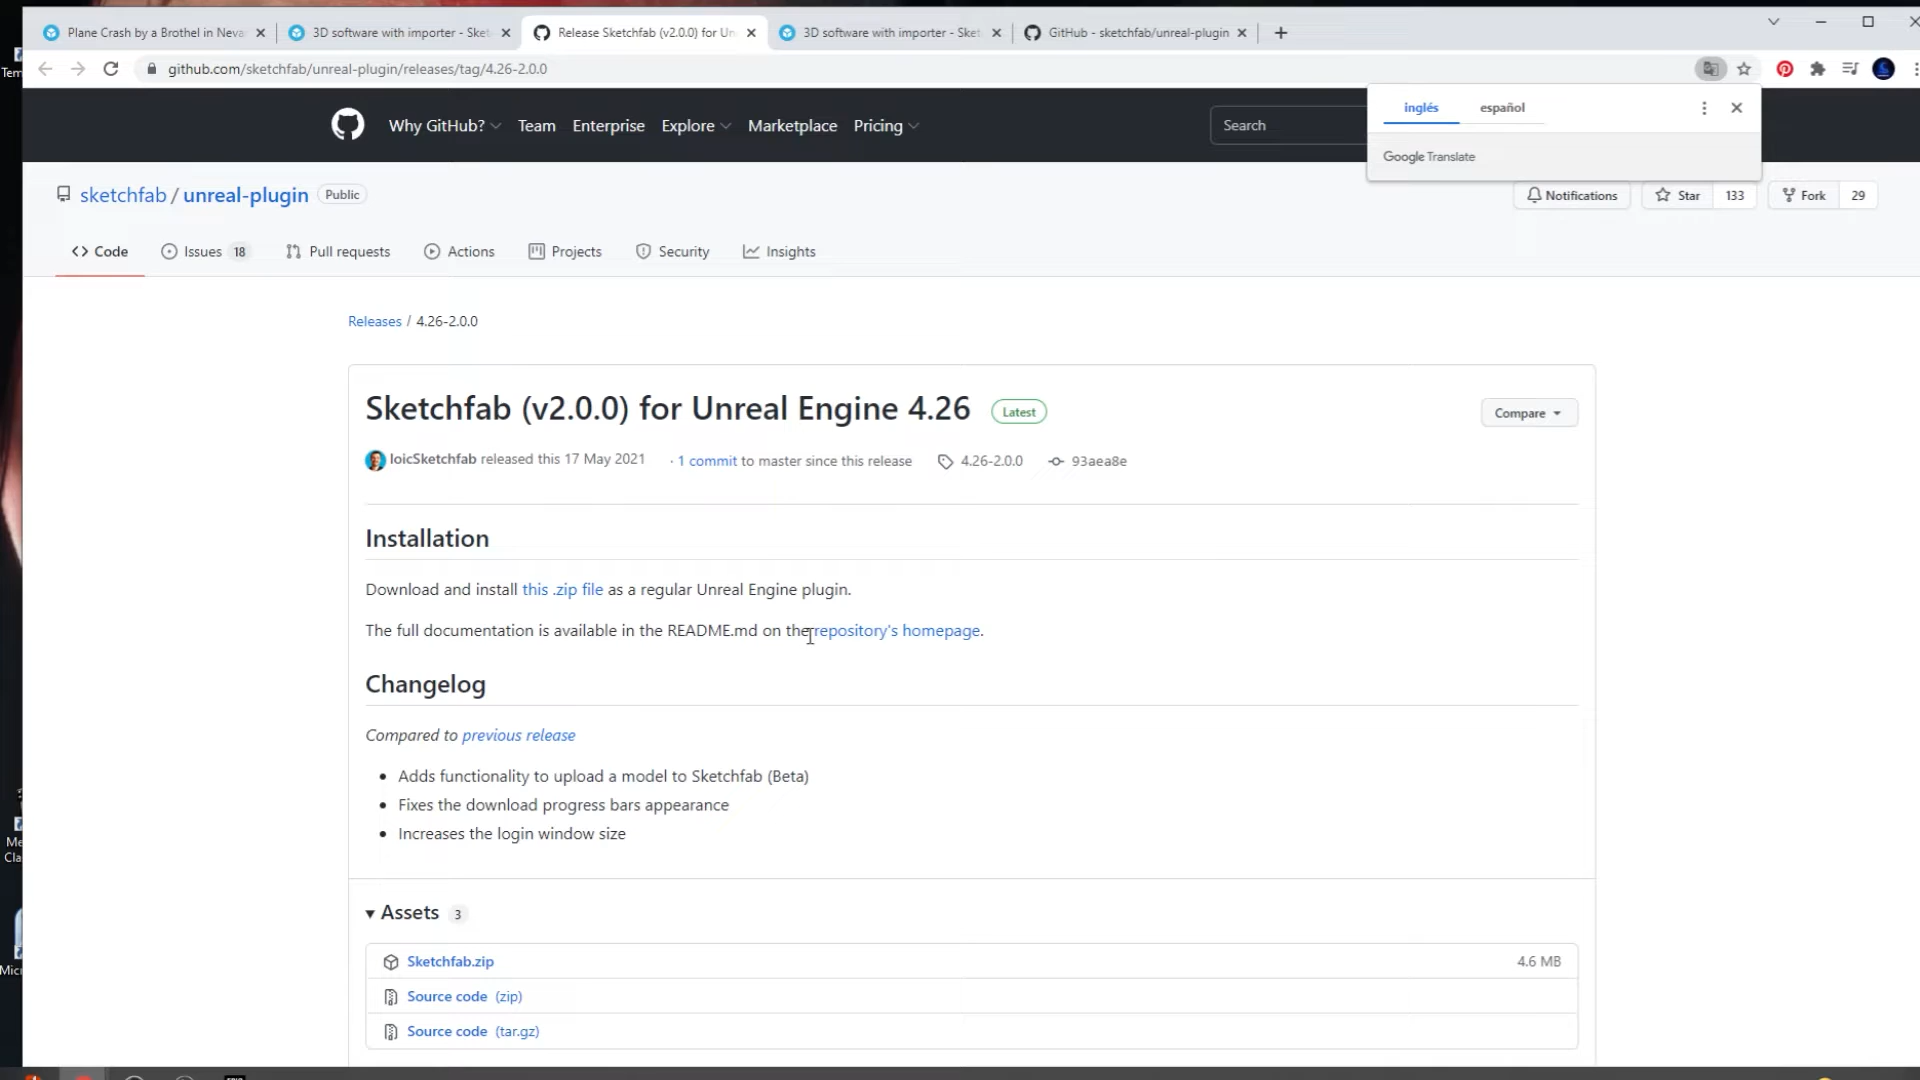 Plane Crash by a Brothel in Neva
3D software with importer - Sket
Release Sketchfab (v2.0.0) for Un
3D software with importer - Sket
GitHub - sketchfab/unreal-plugin
github.com/sketchfab/unreal-plugin/releases/tag/4.26-2.0.0
inglés español
Google Translate
Why GitHub? Team Enterprise Explore Marketplace Pricing
Search
sketchfab / unreal-plugin Public
Notifications Star 133 Fork 29
Code Issues 18 Pull requests Actions Projects Security Insights
Releases / 4.26-2.0.0
Sketchfab (v2.0.0) for Unreal Engine 4.26 Latest
Compare
loicSketchfab released this 17 May 2021 · 1 commit to master since this release 4.26-2.0.0 93aea8e
Installation
Download and install this .zip file as a regular Unreal Engine plugin.
The full documentation is available in the README.md on the repository's homepage.
Changelog
Compared to previous release
• Adds functionality to upload a model to Sketchfab (Beta)
• Fixes the download progress bars appearance
• Increases the login window size
Assets 3
Sketchfab.zip 4.6 MB
Source code (zip)
Source code (tar.gz)
Tem
Me
Cla
Micr